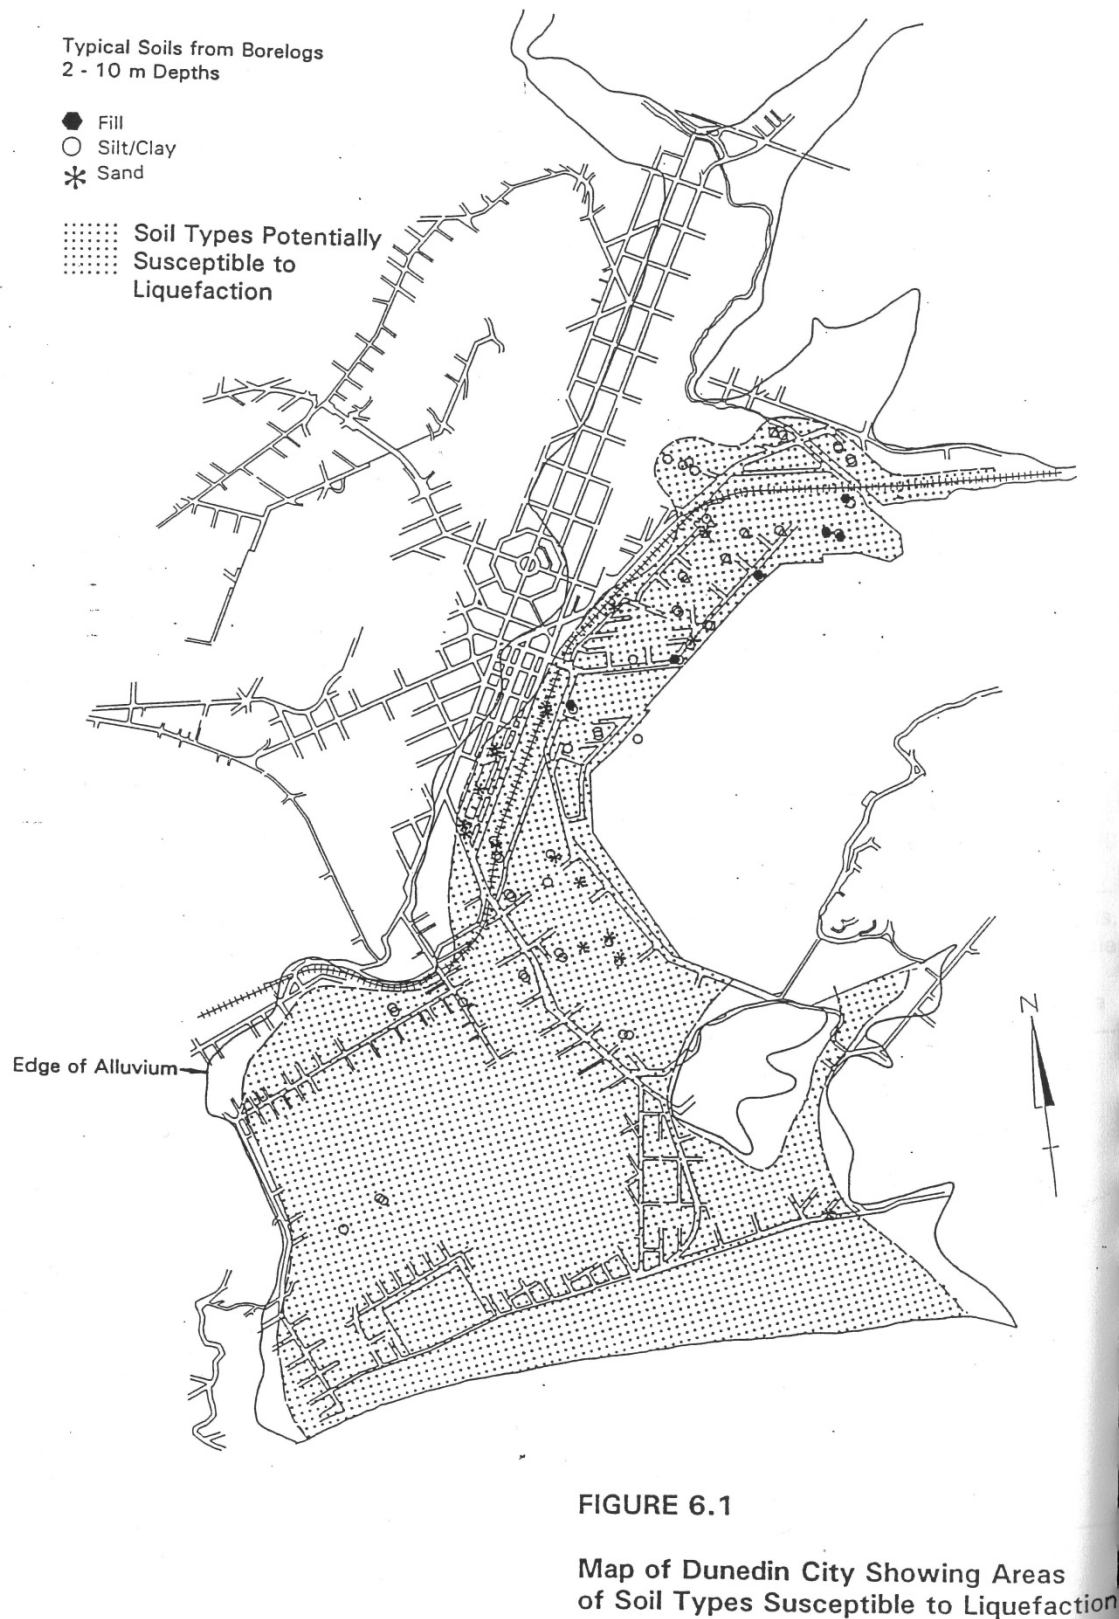 Typical Soils from Borelogs
2 - 10 m Depths
Fill
Silt/Clay
Sand
Soil Types Potentially
Susceptible to
Liquefaction
Edge of Alluvium
N
FIGURE 6.1
Map of Dunedin City Showing Areas
of Soil Types Susceptible to Liquefaction